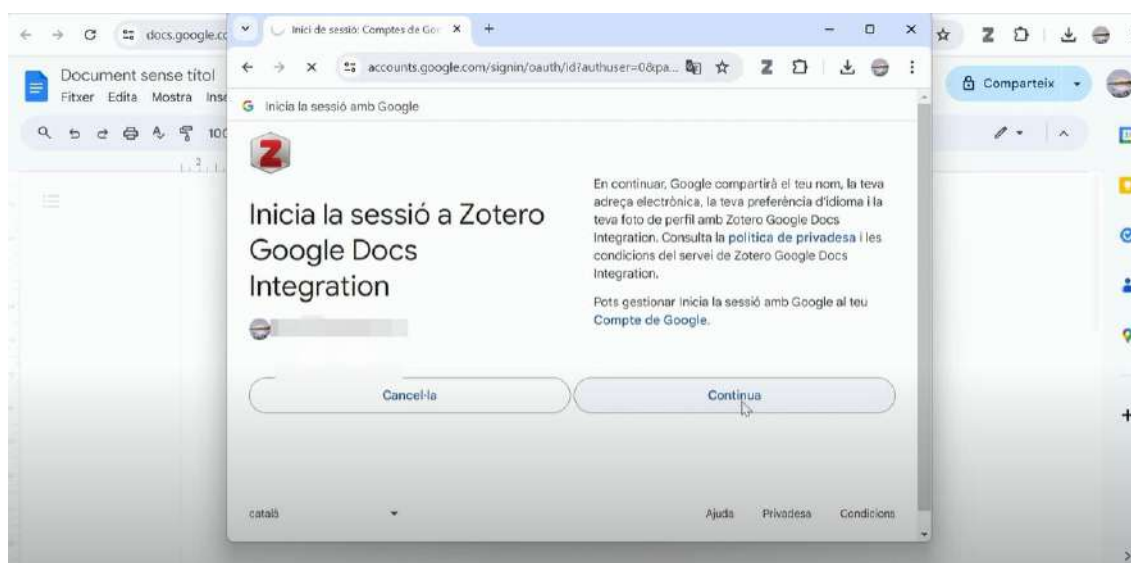 Inici de sessió: Comptes de Goo
docs.google.co
accounts.google.com/signin/oauth/id?authuser=0&pa...
Document sense títol
Fitxer Edita Mostra Inse
Comparteix
100
Inicia la sessió amb Google
Z
Inicia la sessió a Zotero
Google Docs
Integration
En continuar, Google compartirà el teu nom, la teva
adreça electrònica, la teva preferència d'idioma i la
teva foto de perfil amb Zotero Google Docs
Integration. Consulta la política de privadesa i les
condicions del servei de Zotero Google Docs
Integration.
Pots gestionar Inicia la sessió amb Google al teu
Compte de Google.
Cancel·la
Continua
català
Ajuda Privadesa Condicions